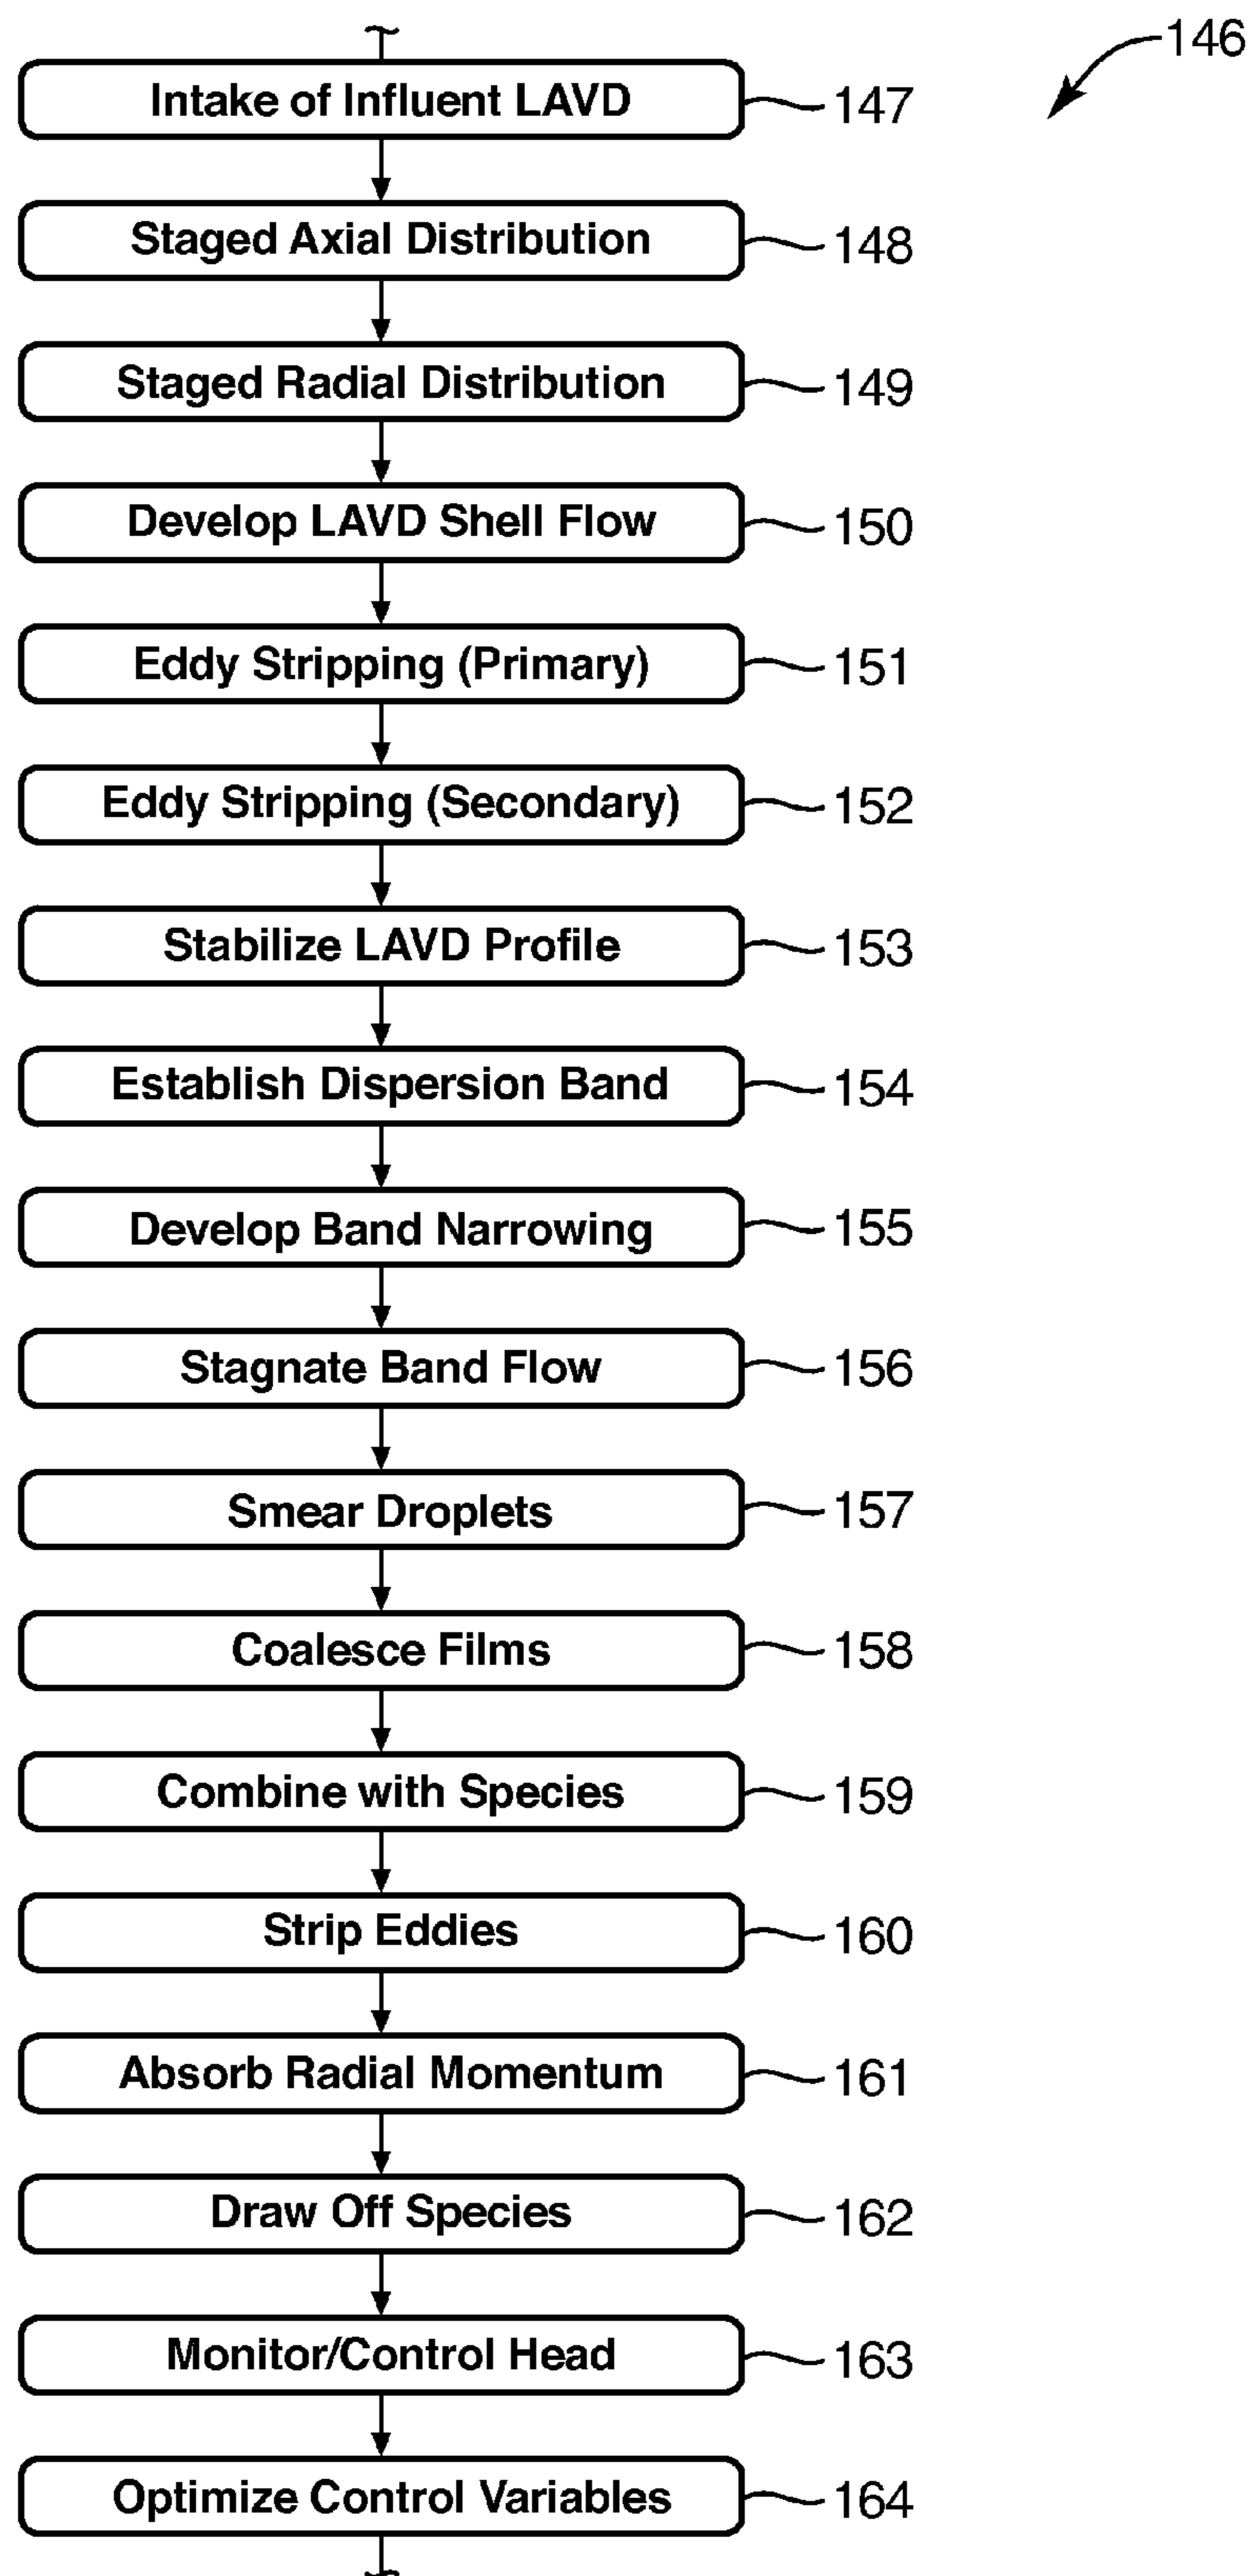 146
Intake of Influent LAVD 147
Staged Axial Distribution 148
Staged Radial Distribution 149
Develop LAVD Shell Flow 150
Eddy Stripping (Primary) 151
Eddy Stripping (Secondary) 152
Stabilize LAVD Profile 153
Establish Dispersion Band 154
Develop Band Narrowing 155
Stagnate Band Flow 156
Smear Droplets 157
Coalesce Films 158
Combine with Species 159
Strip Eddies 160
Absorb Radial Momentum 161
Draw Off Species 162
Monitor/Control Head 163
Optimize Control Variables 164